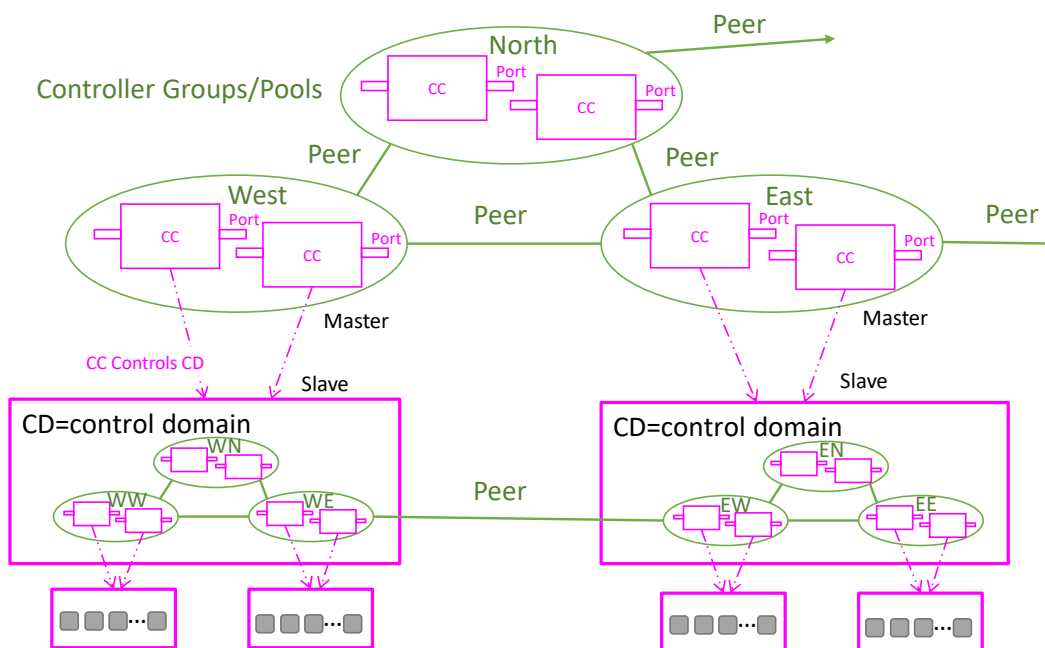 Peer
North
Controller Groups/Pools
CC
Port
CC
Port
Peer
Peer
West
CC
Port
CC
Port
Peer
East
CC
Port
CC
Port
Peer
Master
Master
CC Controls CD
Slave
Slave
CD=control domain
WN
WW
WE
Peer
CD=control domain
EN
EW
EE
...
...
...
...